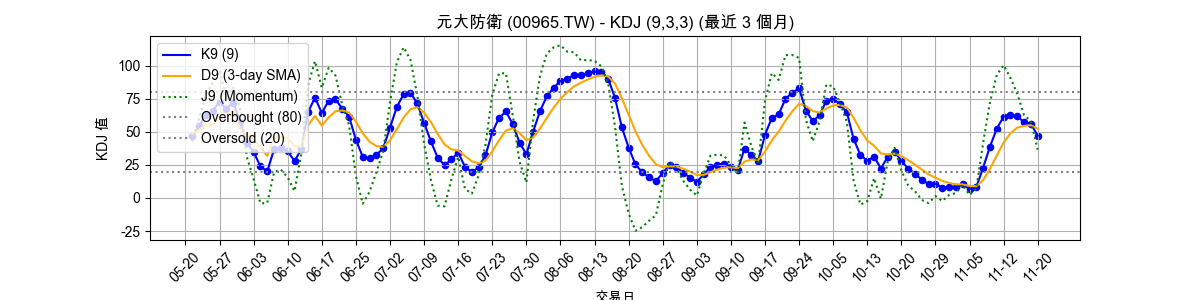 元大防衛 (00965.TW) - KDJ (9,3,3) (最近 3 個月)
KDJ 值
100
75
50
25
0
-25
K9 (9)
D9 (3-day SMA)
J9 (Momentum)
Overbought (80)
Oversold (20)
05-20 05-27 06-03 06-10 06-17 06-25 07-02 07-09 07-16 07-23 07-30 08-06 08-13 08-20 08-27 09-03 09-10 09-17 09-24 10-05 10-13 10-20 10-29 11-05 11-12 11-20
交易日